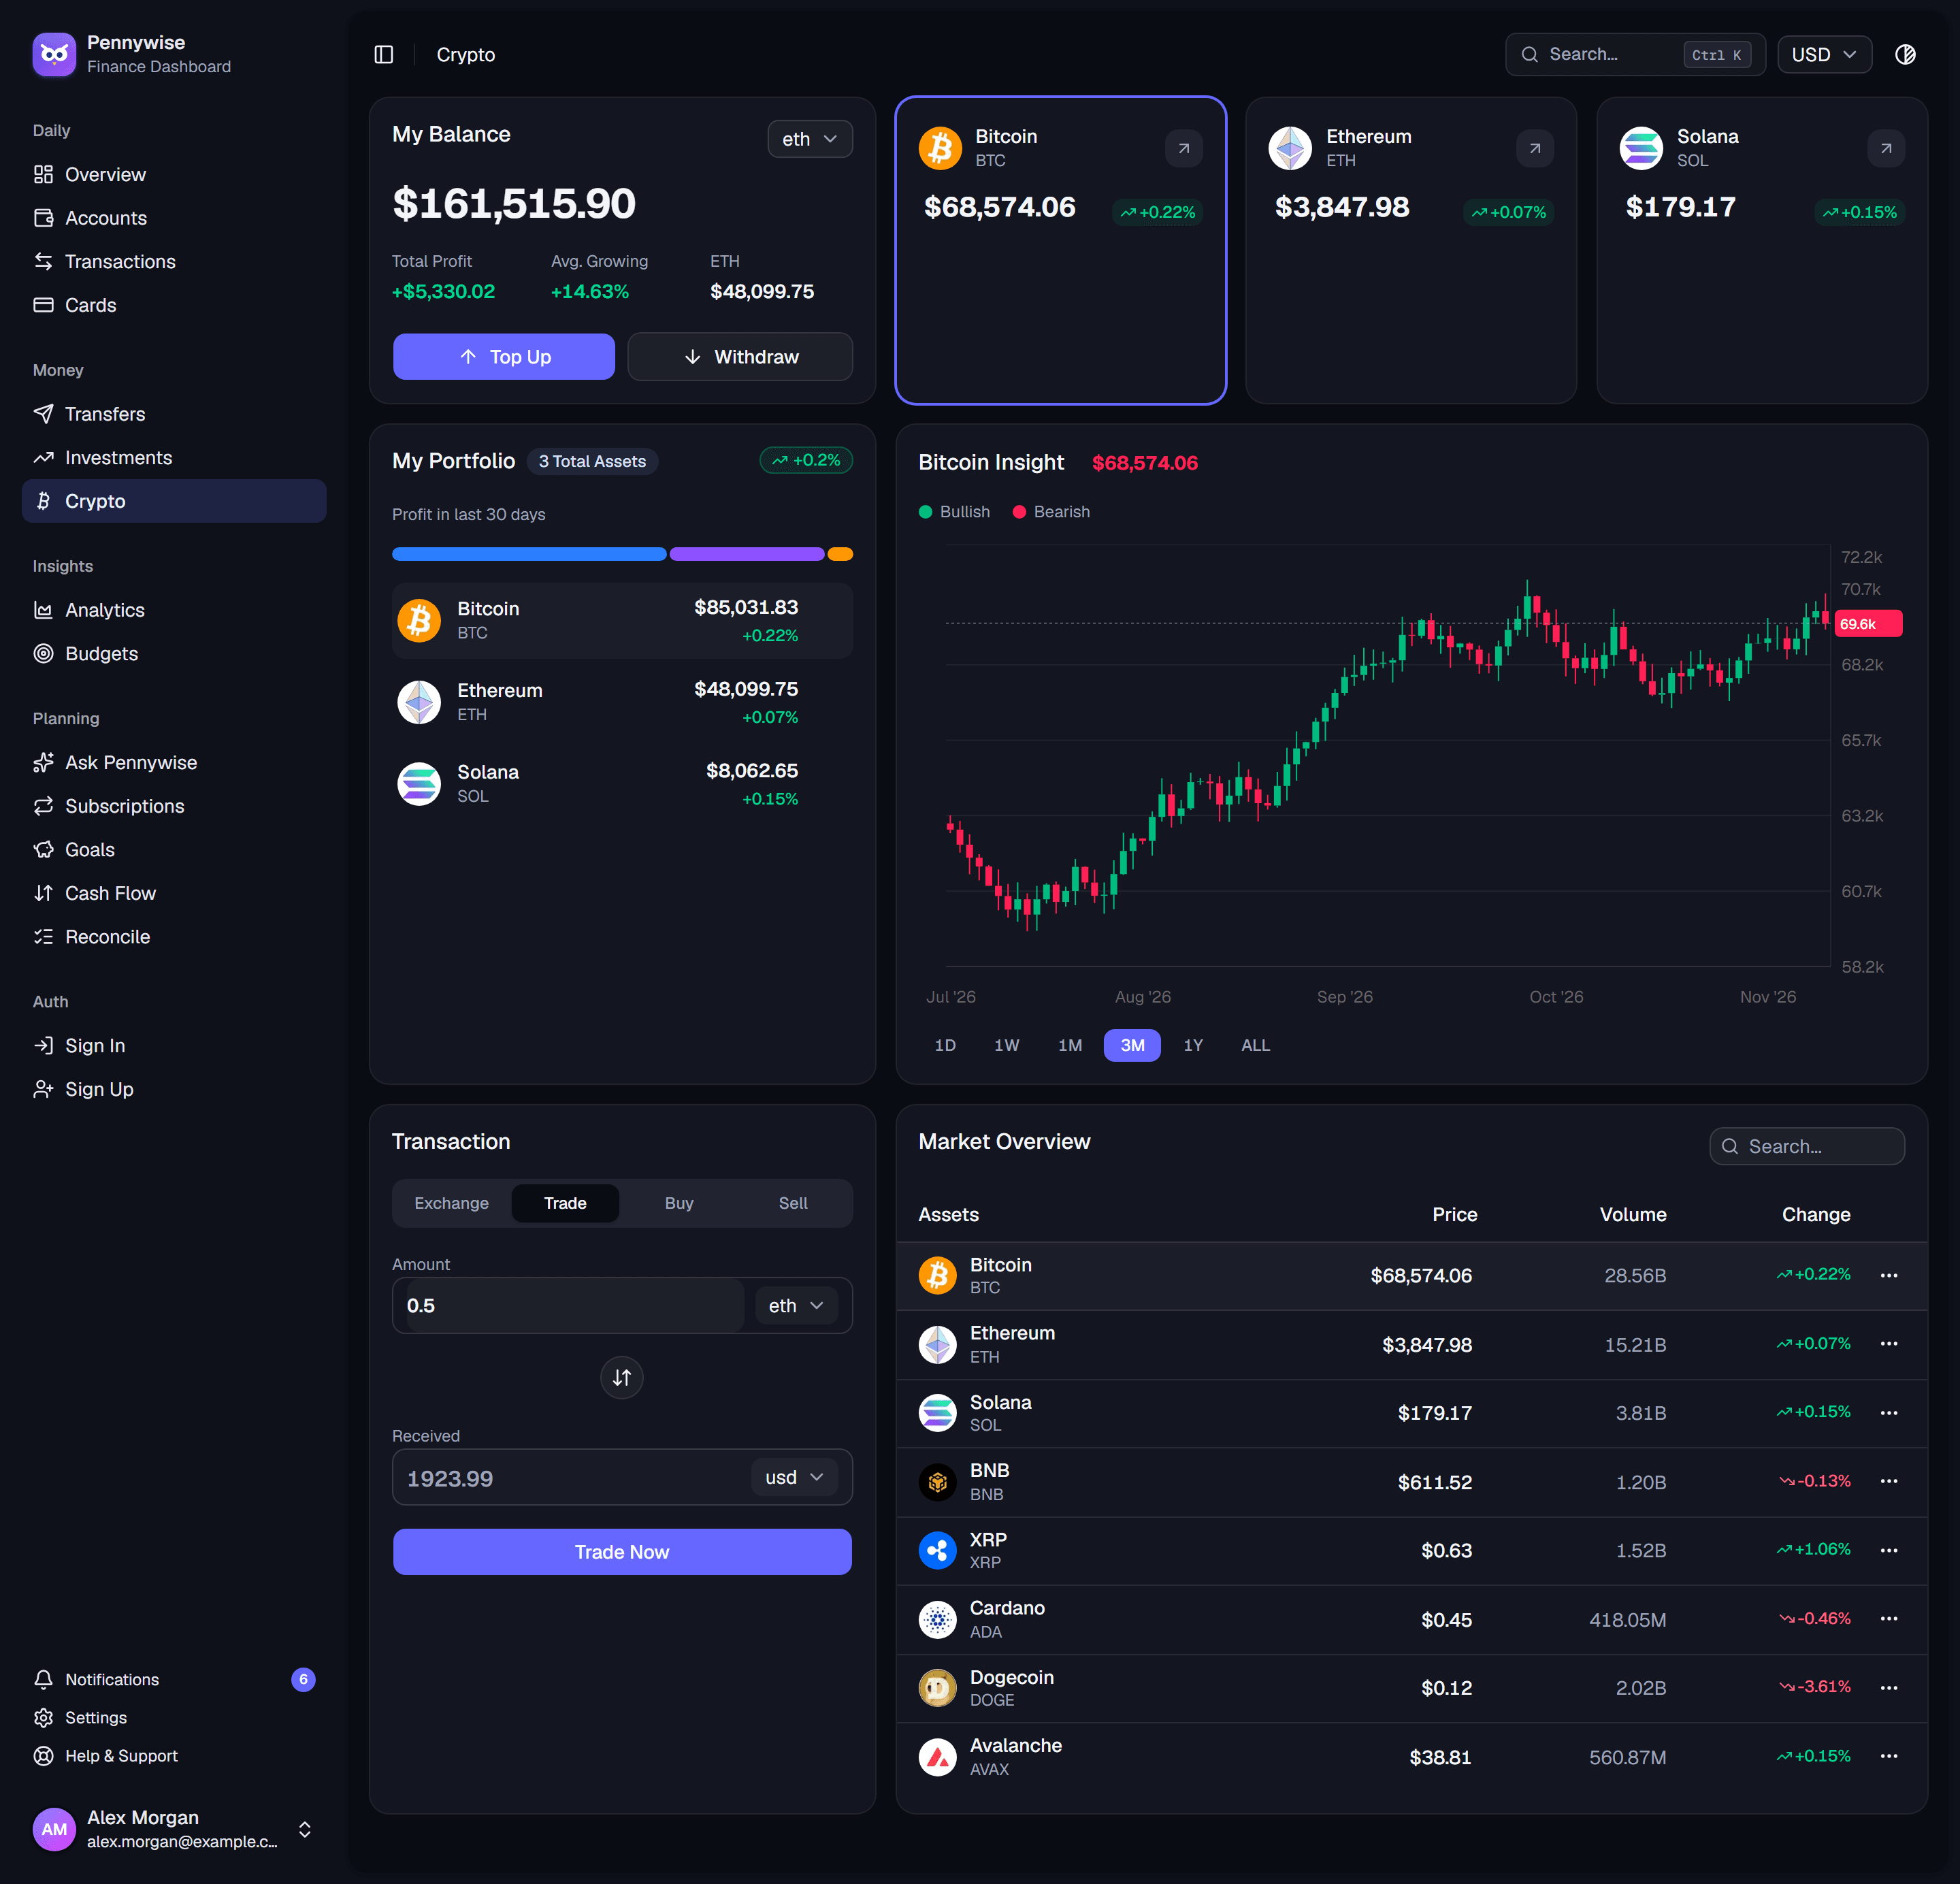 Pennywise
Finance Dashboard
Daily
Overview
Accounts
Transactions
Cards
Money
Transfers
Investments
Crypto
Insights
Analytics
Budgets
Planning
Ask Pennywise
Subscriptions
Goals
Cash Flow
Reconcile
Auth
Sign In
Sign Up
Notifications
6
Settings
Help & Support
AM
Alex Morgan
alex.morgan@example.c...
Crypto
Search...
Ctrl K
USD
My Balance
eth
$161,515.90
Total Profit
Avg. Growing
ETH
+$5,330.02
+14.63%
$48,099.75
Top Up
Withdraw
Bitcoin
BTC
$68,574.06
+0.22%
Ethereum
ETH
$3,847.98
+0.07%
Solana
SOL
$179.17
+0.15%
My Portfolio
3 Total Assets
+0.2%
Profit in last 30 days
Bitcoin
$85,031.83
BTC
+0.22%
Ethereum
$48,099.75
ETH
+0.07%
Solana
$8,062.65
SOL
+0.15%
Bitcoin Insight
$68,574.06
Bullish
Bearish
72.2k
70.7k
69.6k
68.2k
65.7k
63.2k
60.7k
58.2k
Jul '26
Aug '26
Sep '26
Oct '26
Nov '26
1D
1W
1M
3M
1Y
ALL
Transaction
Exchange
Trade
Buy
Sell
Amount
0.5
eth
Received
1923.99
usd
Trade Now
Market Overview
Search...
Assets
Price
Volume
Change
Bitcoin
BTC
$68,574.06
28.56B
+0.22%
Ethereum
ETH
$3,847.98
15.21B
+0.07%
Solana
SOL
$179.17
3.81B
+0.15%
BNB
BNB
$611.52
1.20B
-0.13%
XRP
XRP
$0.63
1.52B
+1.06%
Cardano
ADA
$0.45
418.05M
-0.46%
Dogecoin
DOGE
$0.12
2.02B
-3.61%
Avalanche
AVAX
$38.81
560.87M
+0.15%